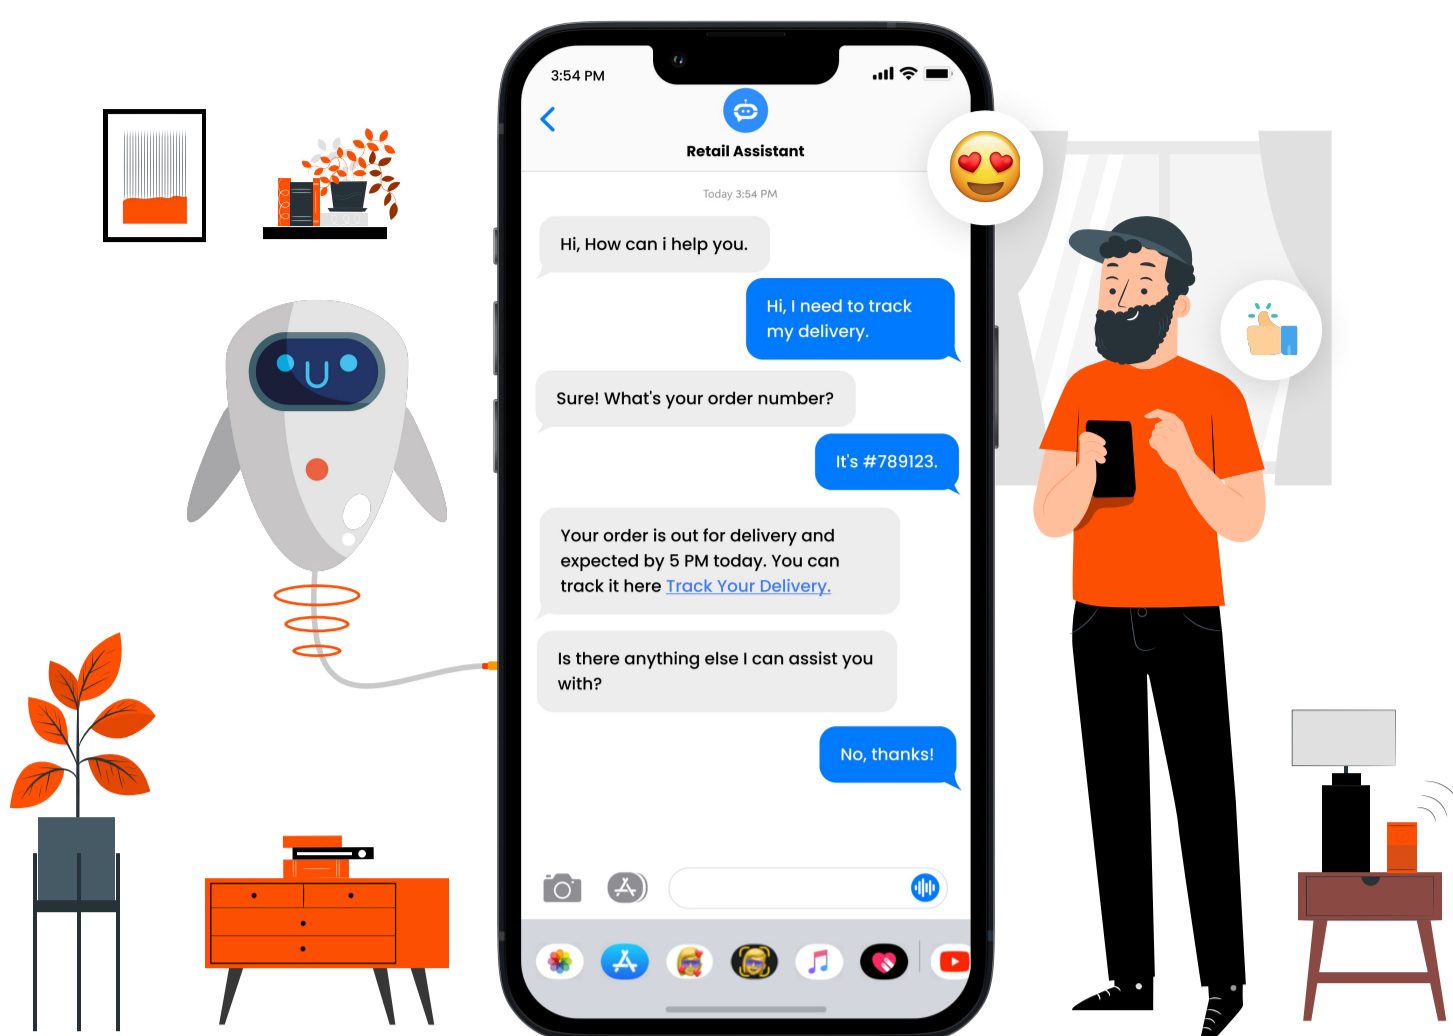 3:54 PM
Retail Assistant
Today 3:54 PM
Hi, How can i help you.
Hi, I need to track
my delivery.
Sure! What's your order number?
It's #789123.
Your order is out for delivery and
expected by 5 PM today. You can
track it here Track Your Delivery.
Is there anything else I can assist you
with?
No, thanks!